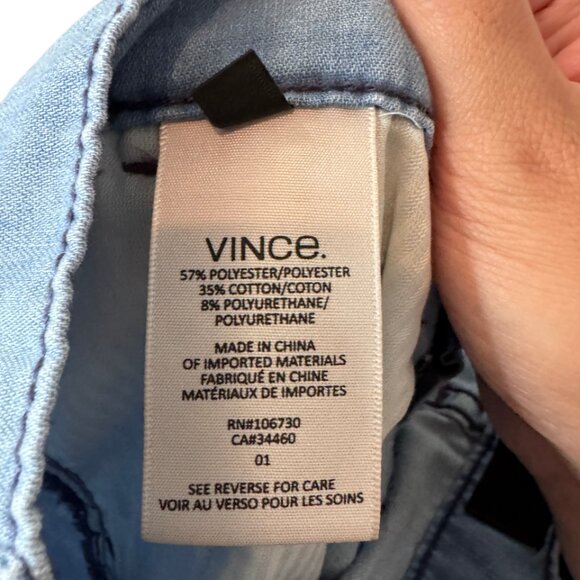 VINCe.
57% POLYESTER/POLYESTER
35% COTTON/COTON
8% POLYURETHANE/
POLYURETHANE
MADE IN CHINA
OF IMPORTED MATERIALS
FABRIQUÉ EN CHINE
MATÉRIAUX DE IMPORTES
RN#106730
CA#34460
01
SEE REVERSE FOR CARE
VOIR AU VERSO POUR LES SOINS